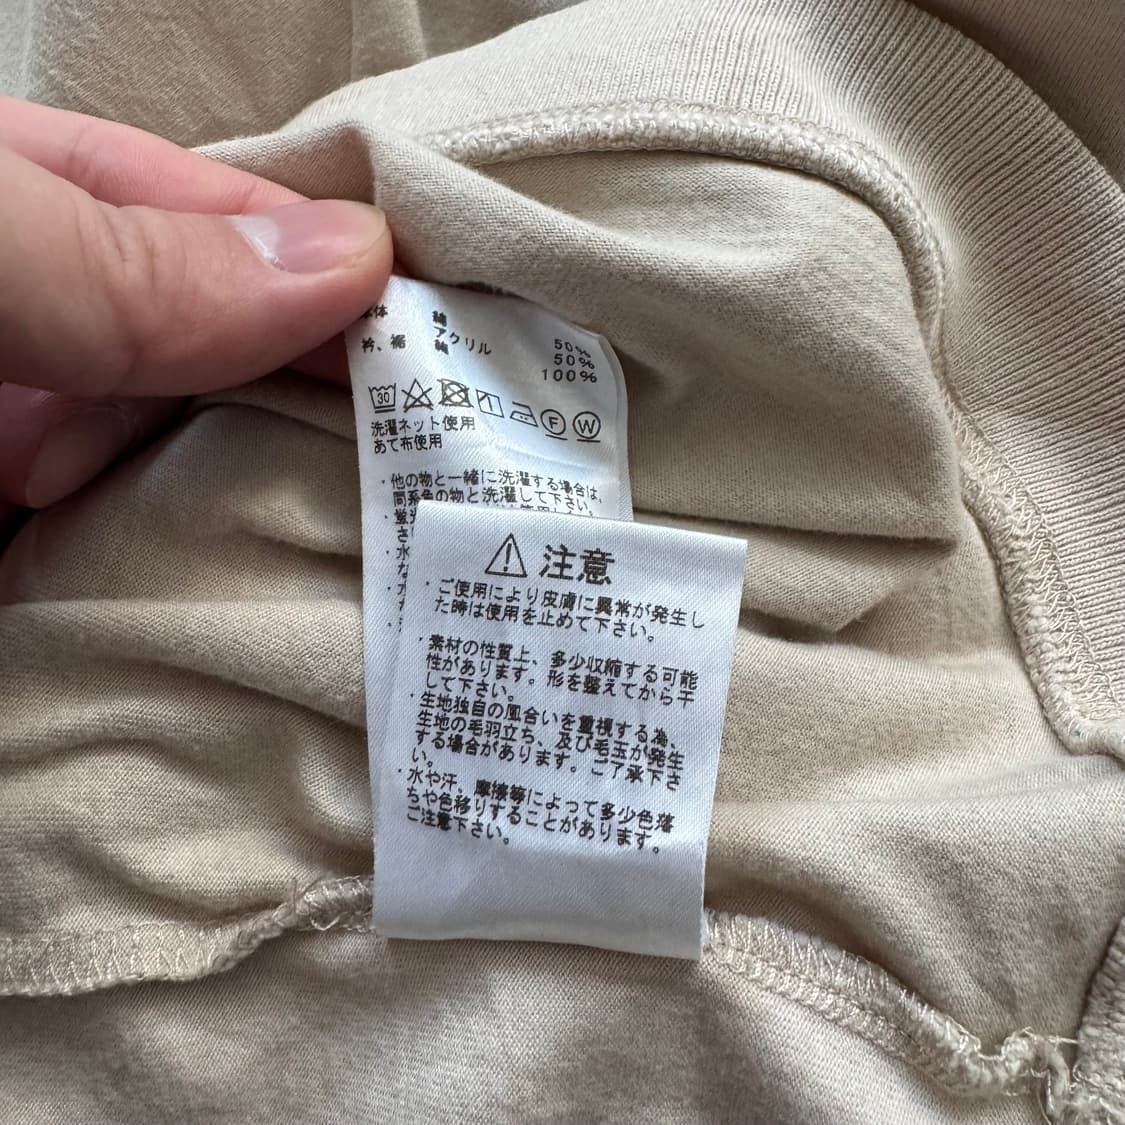 体 綿 50%
アクリル 50%
衿、裾 綿 100%
30 F W
洗濯ネット使用
あて布使用
・他の物と一緒に洗濯する場合は、
同系色の物と洗濯して下さい。
⚠ 注意
・ご使用により皮膚に異常が発生し
た時は使用を止めて下さい。
・素材の性質上、多少収縮する可能
性があります。形を整えてから干
して下さい。
・生地独自の風合いを重視する為、
生地の毛羽立ち、及び毛玉が発生
する場合があります。ご了承下さ
い。
・水や汗、摩擦等によって多少色落
ちや色移りすることがあります。
ご注意下さい。